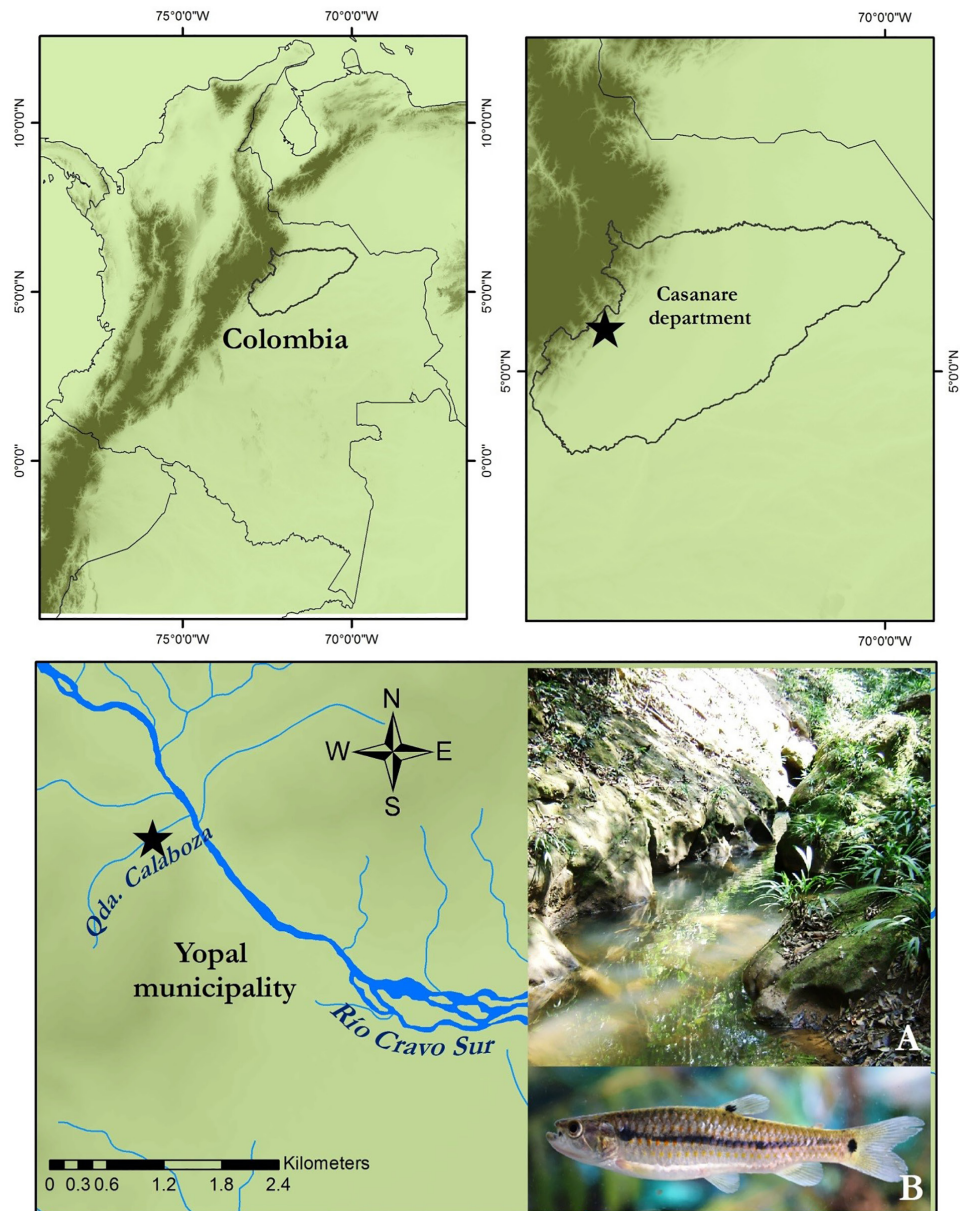 75°0'0"W
70°0'0"W
70°0'0"W
10°0'0"N
10°0'0"N
5°0'0"N
5°0'0"N
0°0'0"
0°0'0"
Colombia
Casanare
department
5°0'0"N
75°0'0"W
70°0'0"W
70°0'0"W
N
W
E
S
Qda. Calaboza
Yopal
municipality
Río Cravo Sur
Kilometers
0 0.3 0.6 1.2 1.8 2.4
A
B